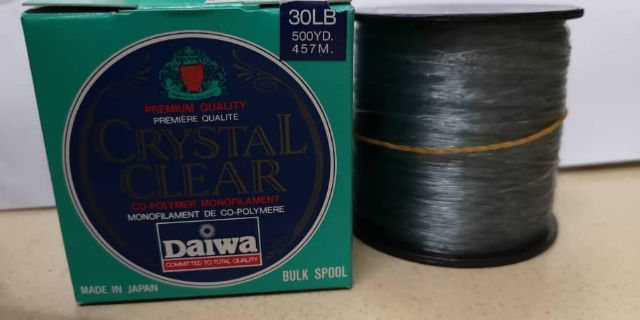 30LB
500YD.
457M.
PREMIUM QUALITY
PREMIÈRE QUALITÉ
CRYSTAL
CLEAR
CO-POLYMER MONOFILAMENT
MONOFILAMENT DE CO-POLYMERE
DAIWA
COMMITTED TO TOTAL QUALITY
MADE IN JAPAN
BULK SPOOL